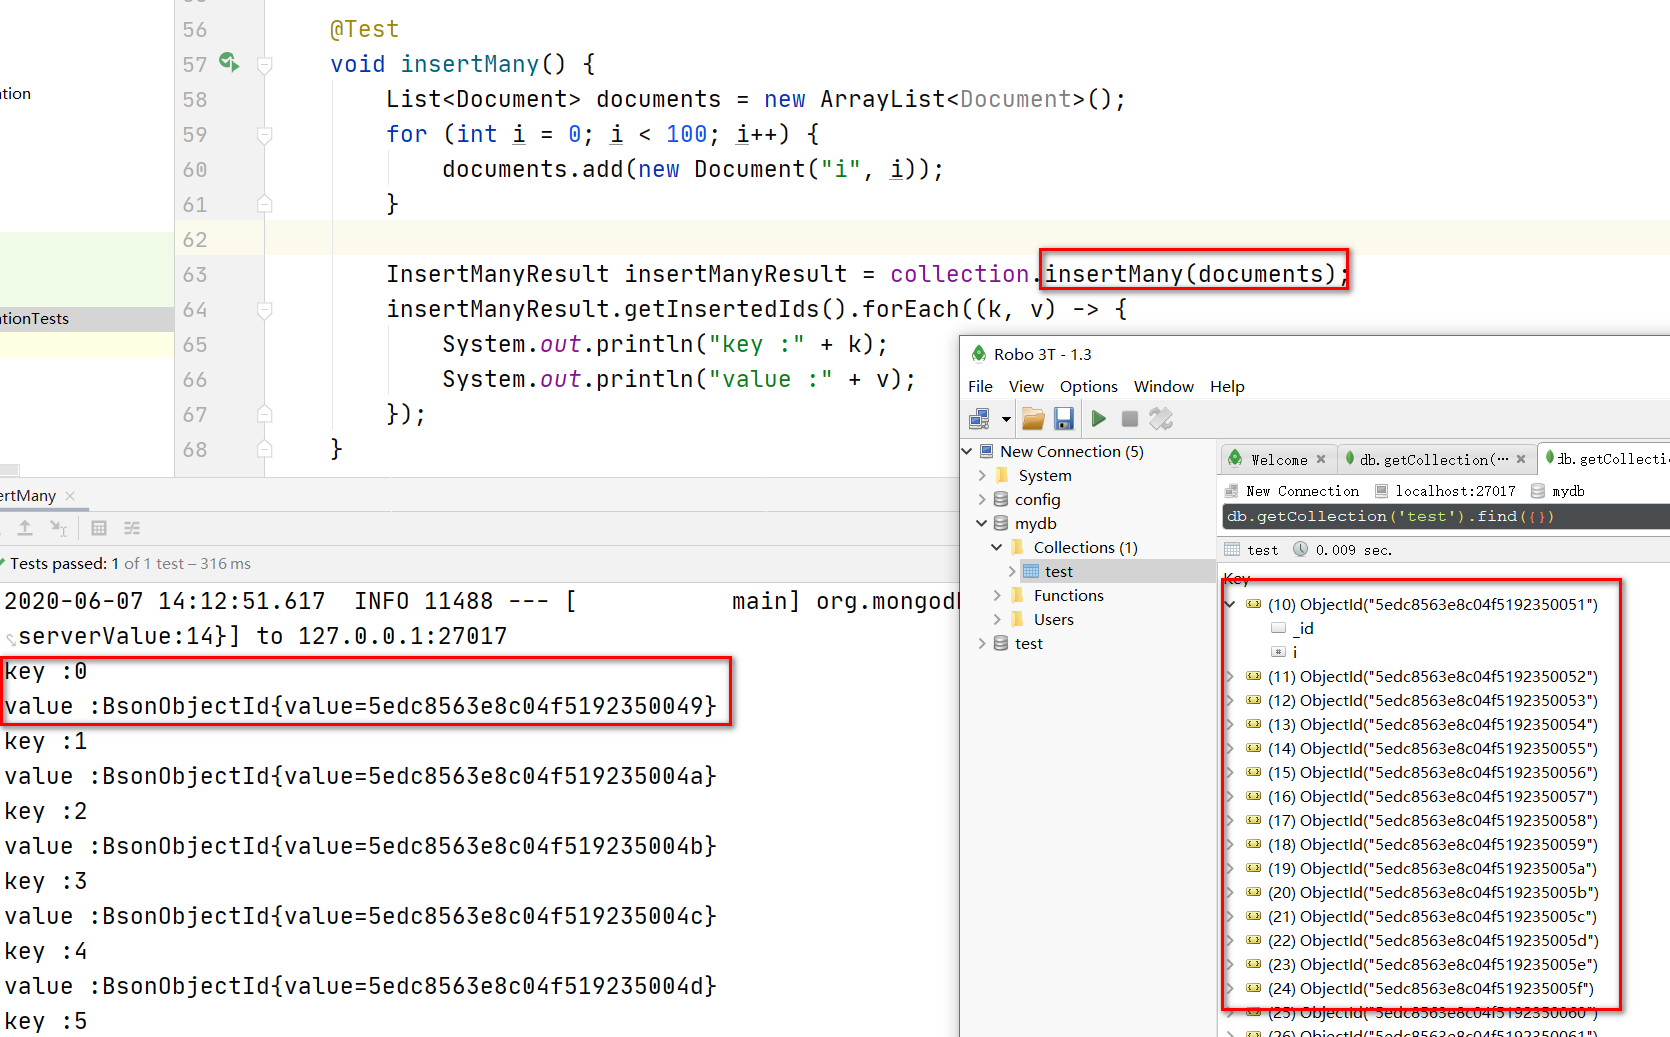 56 @Test
57 void insertMany() {
58 List<Document> documents = new ArrayList<Document>();
59 for (int i = 0; i < 100; i++) {
60 documents.add(new Document("i", i));
61 }
62
63 InsertManyResult insertManyResult = collection.insertMany(documents);
64 insertManyResult.getInsertedIds().forEach((k, v) -> {
65 System.out.println("key :" + k);
66 System.out.println("value :" + v);
67 });
68 }
ation
ationTests
ertMany
Tests passed: 1 of 1 test – 316 ms
2020-06-07 14:12:51.617 INFO 11488 --- [ main] org.mongod
serverValue:14}] to 127.0.0.1:27017
key :0
value :BsonObjectId{value=5edc8563e8c04f5192350049}
key :1
value :BsonObjectId{value=5edc8563e8c04f519235004a}
key :2
value :BsonObjectId{value=5edc8563e8c04f519235004b}
key :3
value :BsonObjectId{value=5edc8563e8c04f519235004c}
key :4
value :BsonObjectId{value=5edc8563e8c04f519235004d}
key :5
Robo 3T - 1.3
File View Options Window Help
New Connection (5)
System
config
mydb
Collections (1)
test
Functions
Users
test
Welcome db.getCollection(… db.getCollecti
New Connection localhost:27017 mydb
db.getCollection('test').find({})
test 0.009 sec.
Key
(10) ObjectId("5edc8563e8c04f5192350051")
_id
i
(11) ObjectId("5edc8563e8c04f5192350052")
(12) ObjectId("5edc8563e8c04f5192350053")
(13) ObjectId("5edc8563e8c04f5192350054")
(14) ObjectId("5edc8563e8c04f5192350055")
(15) ObjectId("5edc8563e8c04f5192350056")
(16) ObjectId("5edc8563e8c04f5192350057")
(17) ObjectId("5edc8563e8c04f5192350058")
(18) ObjectId("5edc8563e8c04f5192350059")
(19) ObjectId("5edc8563e8c04f519235005a")
(20) ObjectId("5edc8563e8c04f519235005b")
(21) ObjectId("5edc8563e8c04f519235005c")
(22) ObjectId("5edc8563e8c04f519235005d")
(23) ObjectId("5edc8563e8c04f519235005e")
(24) ObjectId("5edc8563e8c04f519235005f")
(25) ObjectId("5edc8563e8c04f5192350060")
(26) ObjectId("5edc8563e8c04f5192350061")